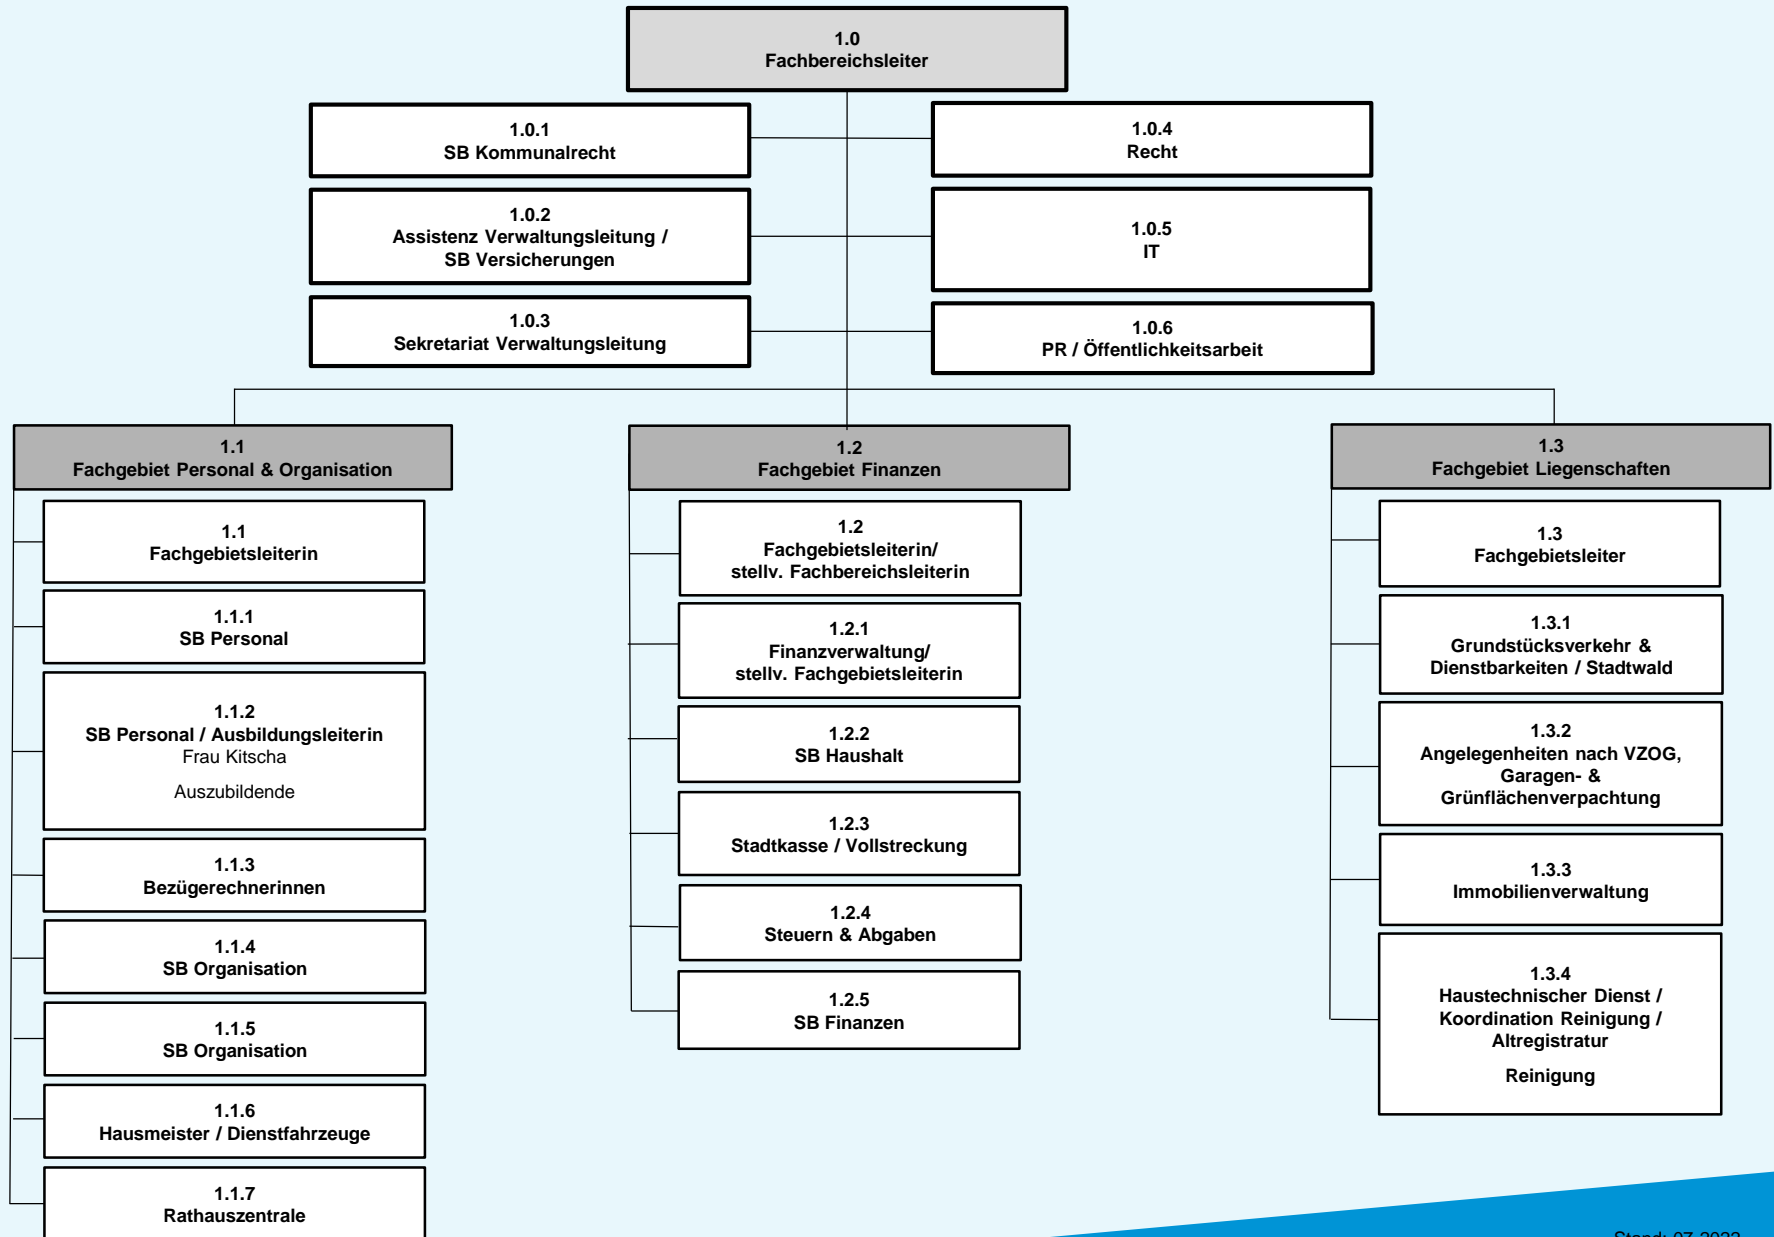 1.0
Fachbereichsleiter
1.0.1
SB Kommunalrecht
1.0.4
Recht
1.0.2
Assistenz Verwaltungsleitung /
SB Versicherungen
1.0.5
IT
1.0.3
Sekretariat Verwaltungsleitung
1.0.6
PR / Öffentlichkeitsarbeit
1.1
Fachgebiet Personal & Organisation
1.1
Fachgebietsleiterin
1.1.1
SB Personal
1.1.2
SB Personal / Ausbildungsleiterin
Frau Kitscha
Auszubildende
1.1.3
Bezügerechnerinnen
1.1.4
SB Organisation
1.1.5
SB Organisation
1.1.6
Hausmeister / Dienstfahrzeuge
1.1.7
Rathauszentrale
1.2
Fachgebiet Finanzen
1.2
Fachgebietsleiterin/
stellv. Fachbereichsleiterin
1.2.1
Finanzverwaltung/
stellv. Fachgebietsleiterin
1.2.2
SB Haushalt
1.2.3
Stadtkasse / Vollstreckung
1.2.4
Steuern & Abgaben
1.2.5
SB Finanzen
1.3
Fachgebiet Liegenschaften
1.3
Fachgebietsleiter
1.3.1
Grundstücksverkehr &
Dienstbarkeiten / Stadtwald
1.3.2
Angelegenheiten nach VZOG,
Garagen- &
Grünflächenverpachtung
1.3.3
Immobilienverwaltung
1.3.4
Haustechnischer Dienst /
Koordination Reinigung /
Altregistratur
Reinigung
Stand: